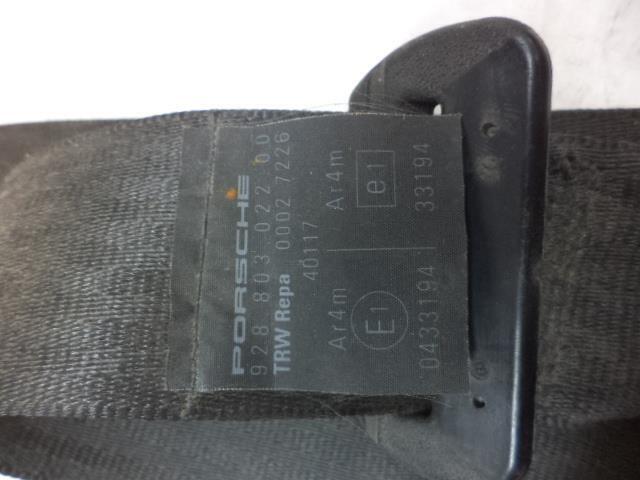 PORSCHE
928 803 022 00
TRW Repa 0002 7226
40117
Ar4m Ar4m
E1 e1
0433194 33194